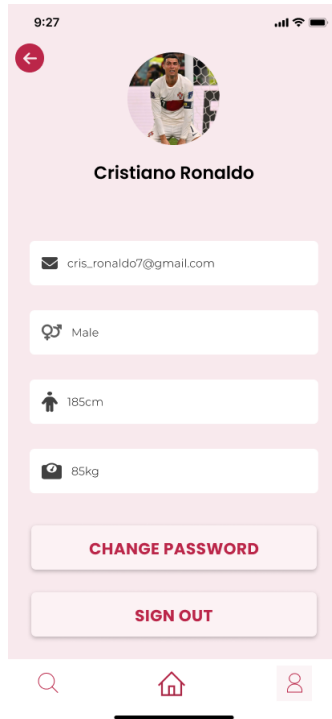 9:27
Cristiano Ronaldo
cris_ronaldo7@gmail.com
Male
185cm
85kg
CHANGE PASSWORD
SIGN OUT